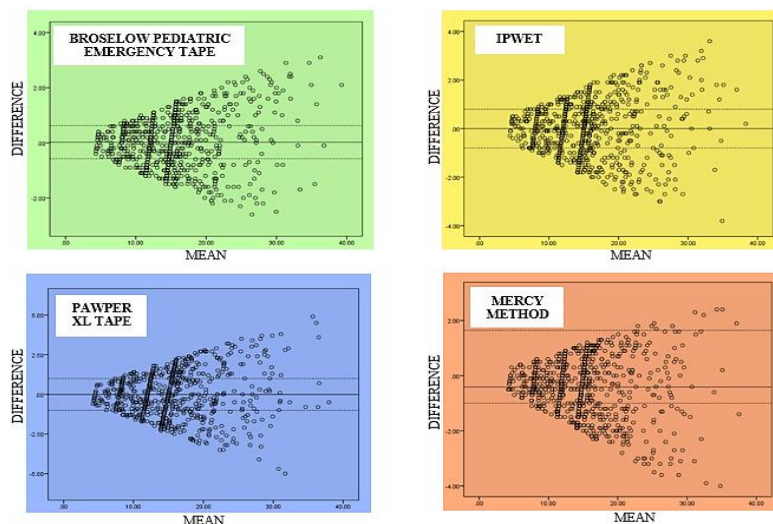 BROSELOW PEDIATRIC
EMERGENCY TAPE
4.00
2.00
.00
-2.00
DIFFERENCE
.00
10.00
20.00
30.00
40.00
MEAN
IPWET
4.00
2.00
.00
-2.00
-4.00
DIFFERENCE
.00
10.00
20.00
30.00
40.00
MEAN
PAWPER
XL TAPE
5.00
2.50
.00
-2.50
-5.00
DIFFERENCE
.00
10.00
20.00
30.00
40.00
MEAN
MERCY
METHOD
2.00
.00
-2.00
-4.00
DIFFERENCE
.00
10.00
20.00
30.00
40.00
MEAN